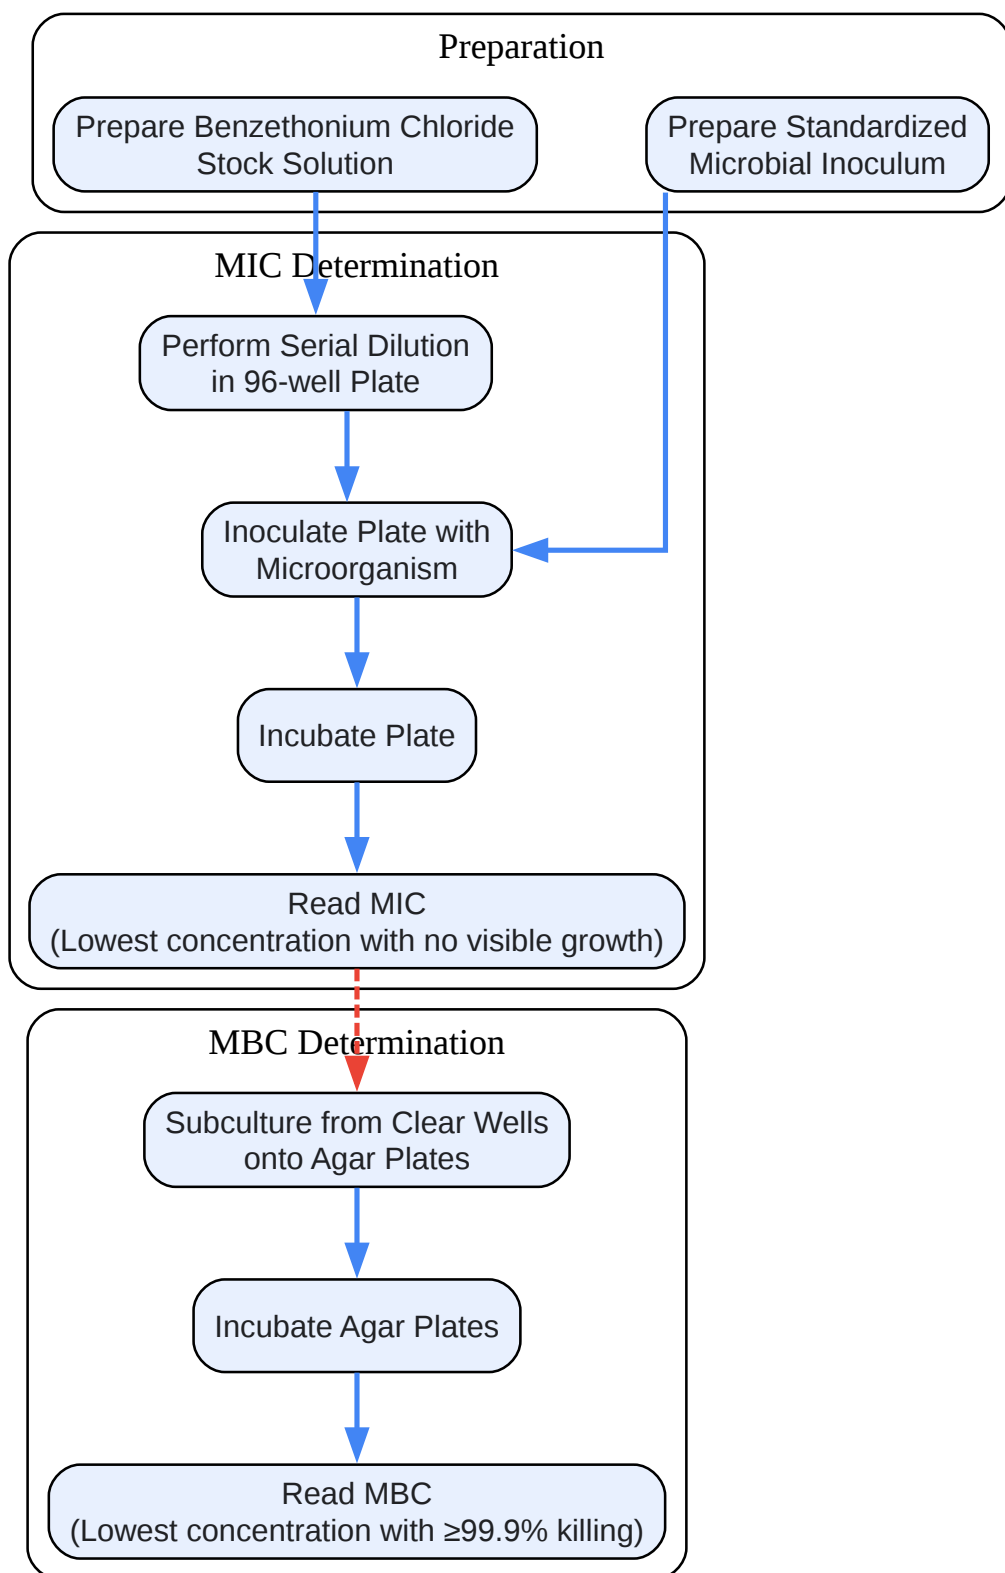 Preparation
Prepare Benzethonium Chloride
Stock Solution
Prepare Standardized
Microbial Inoculum
MIC Determination
Perform Serial Dilution
in 96-well Plate
Inoculate Plate with
Microorganism
Incubate Plate
Read MIC
(Lowest concentration with no visible growth)
MBC Determination
Subculture from Clear Wells
onto Agar Plates
Incubate Agar Plates
Read MBC
(Lowest concentration with ≥99.9% killing)